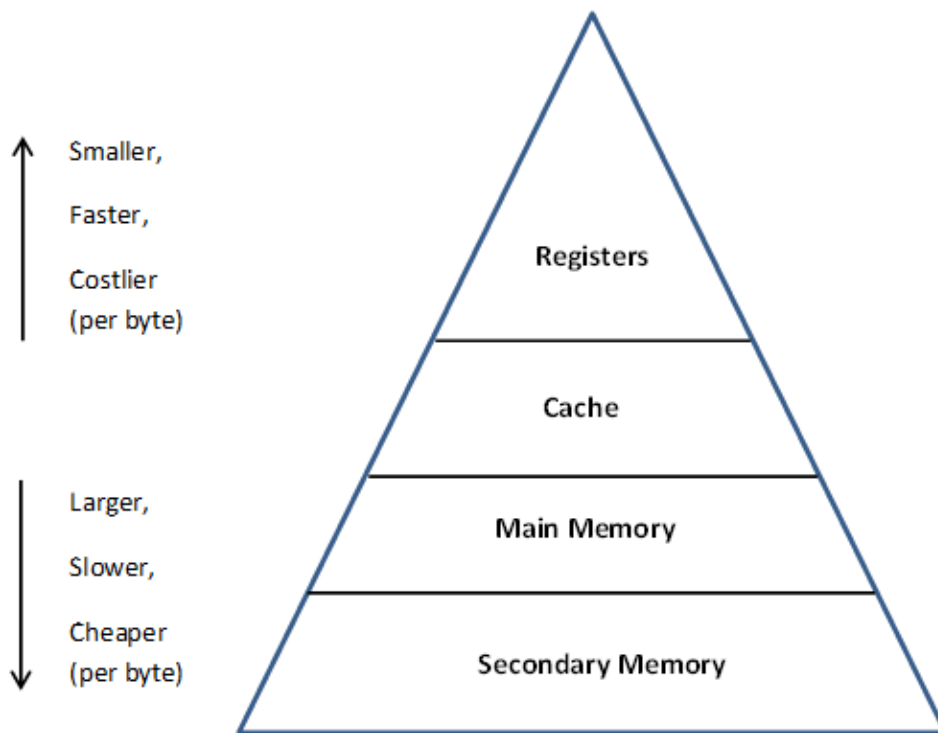 Smaller,
Faster,
Costlier
(per byte)
Registers
Cache
Larger,
Slower,
Cheaper
(per byte)
Main Memory
Secondary Memory